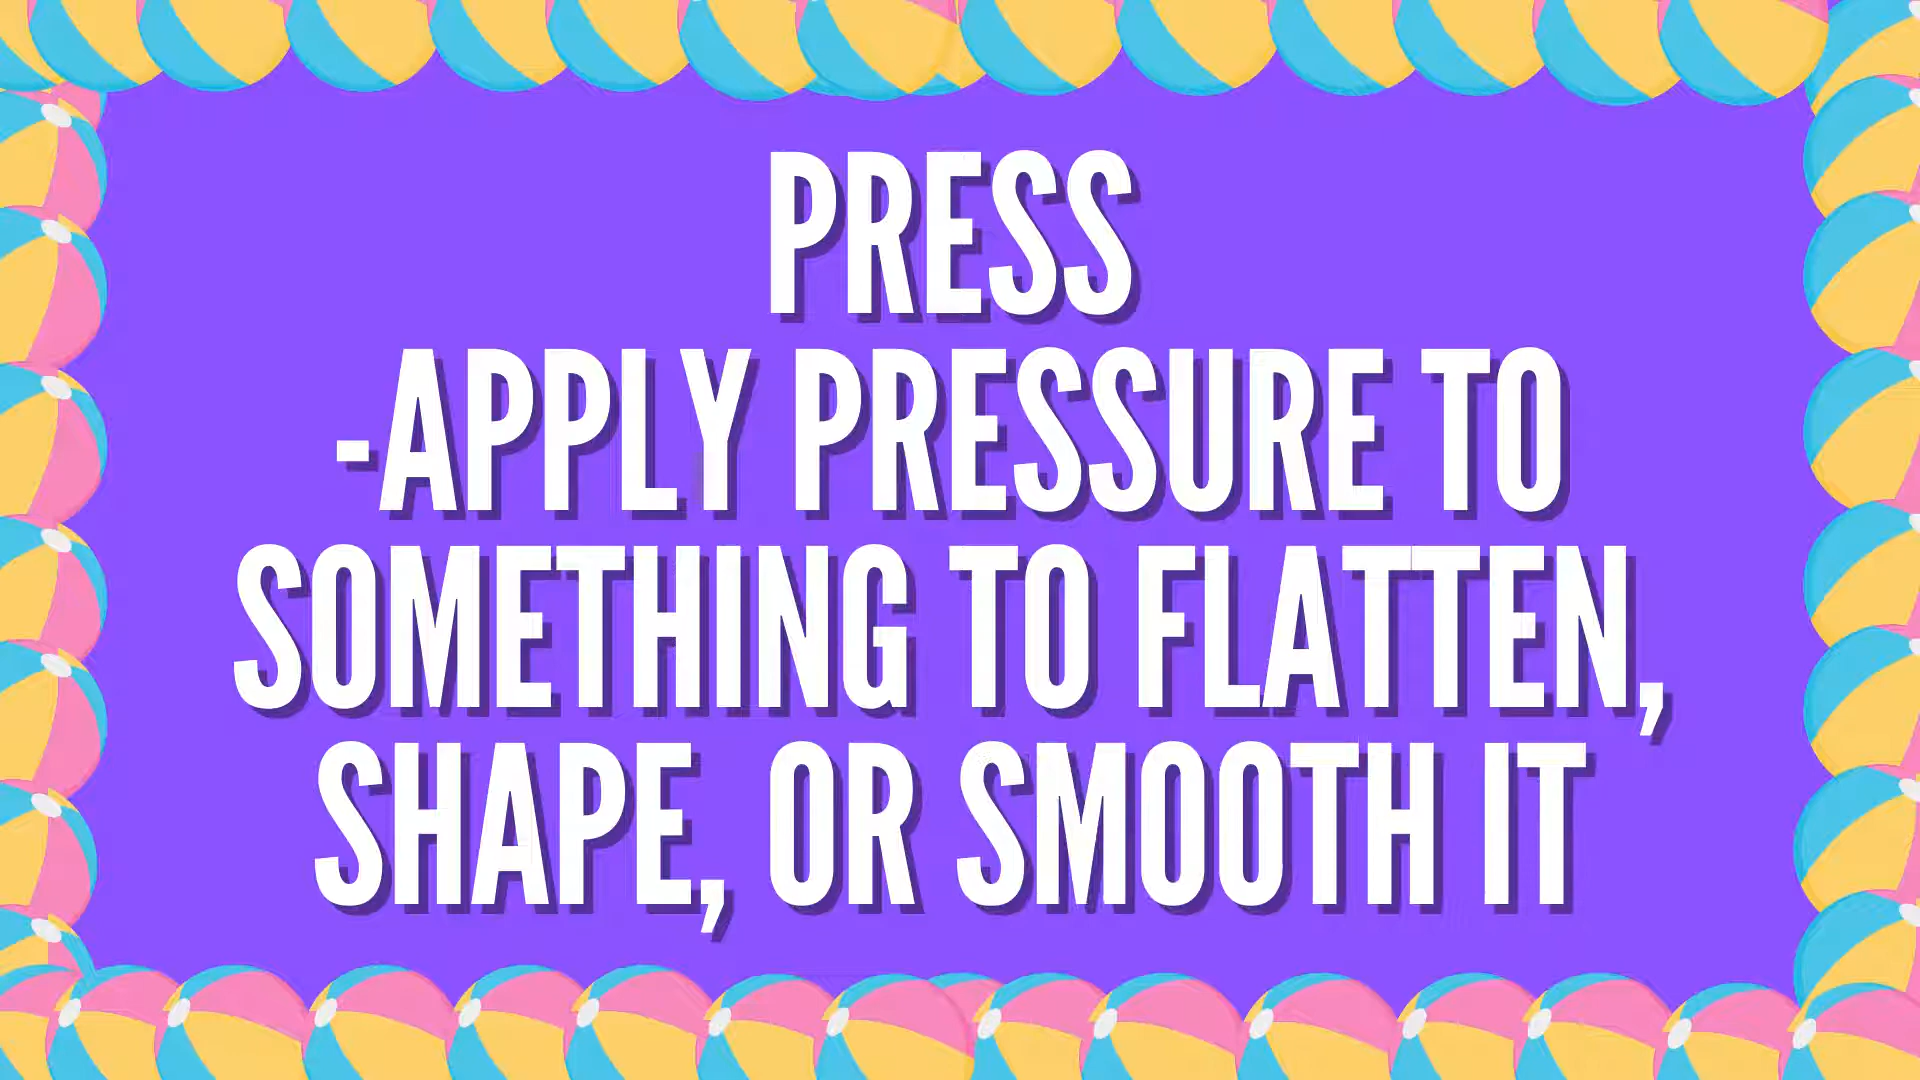 PRESS
-APPLY PRESSURE TO
SOMETHING TO FLATTEN,
SHAPE, OR SMOOTH IT